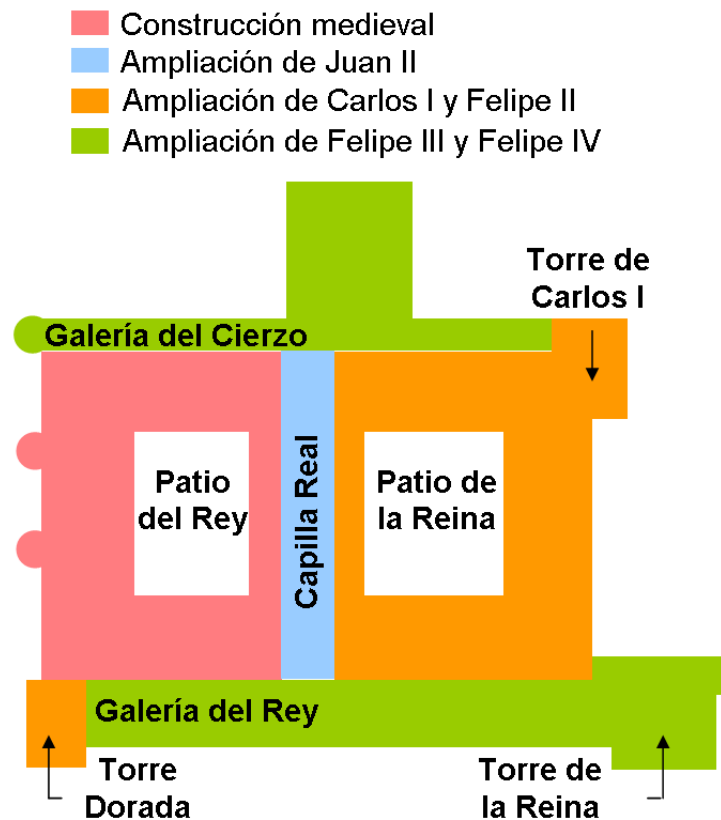 Construcción medieval
Ampliación de Juan II
Ampliación de Carlos I y Felipe II
Ampliación de Felipe III y Felipe IV
Torre de
Carlos I
Galería del Cierzo
Patio
del Rey
Capilla Real
Patio de
la Reina
Galería del Rey
Torre
Dorada
Torre de
la Reina